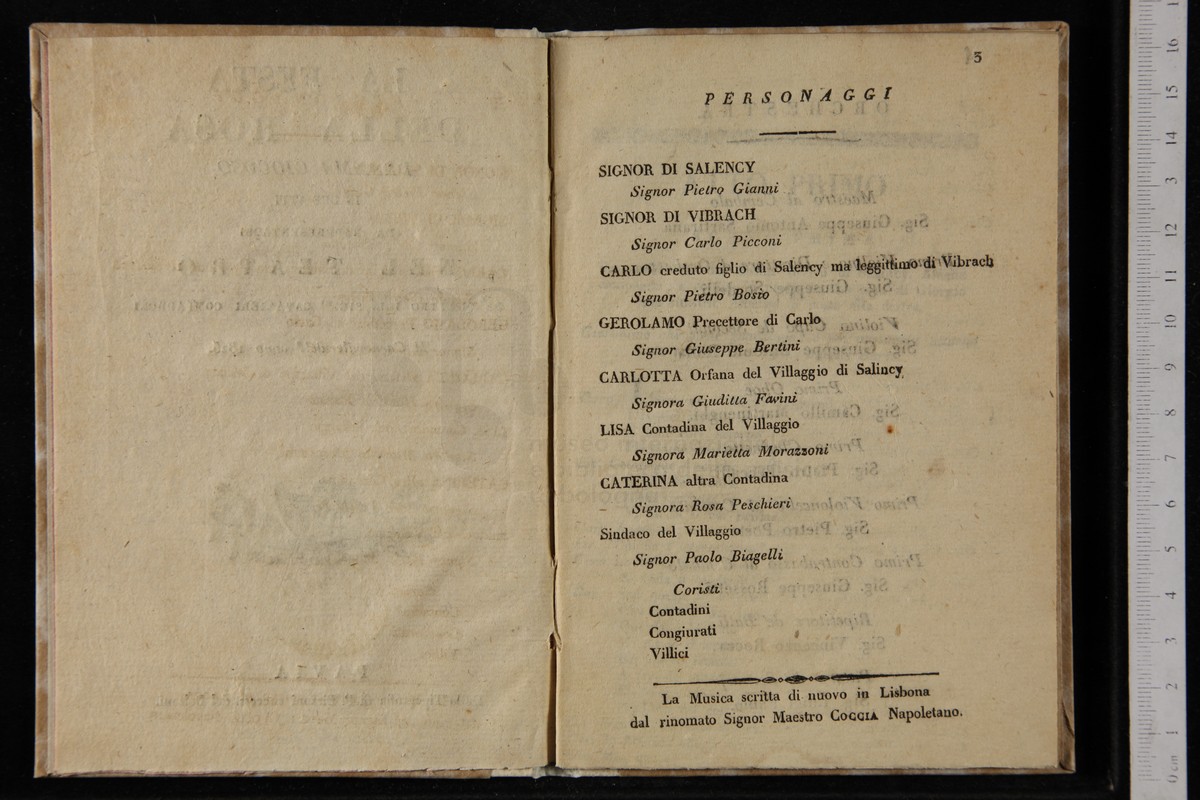 5
PERSONAGGI
SIGNOR DI SALENCY
Signor Pietro Gianni
SIGNOR DI VIBRACH
Signor Carlo Picconi
CARLO creduto figlio di Salency ma leggittimo di Vibrach
Signor Pietro Bosio
GEROLAMO Precettore di Carlo
Signor Giuseppe Bertini
CARLOTTA Orfana del Villaggio di Salincy
Signora Giuditta Favini
LISA Contadina del Villaggio
Signora Marietta Morazzoni
CATERINA altra Contadina
Signora Rosa Peschieri
Sindaco del Villaggio
Signor Paolo Biagelli
Coristi
Contadini
Congiurati
Villici
La Musica scritta di nuovo in Lisbona
dal rinomato Signor Maestro COCCIA Napoletano.